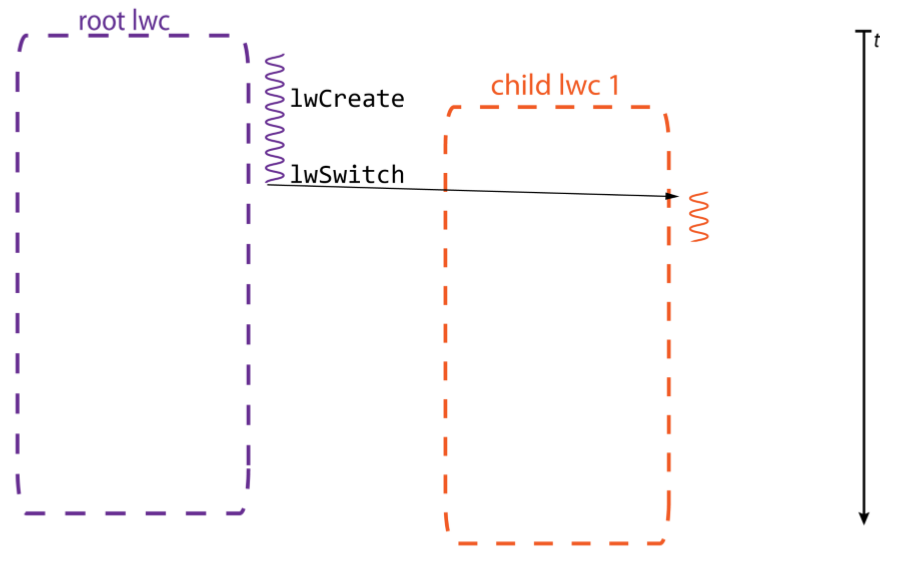 root lwc
t
child lwc 1
lwCreate
lwSwitch